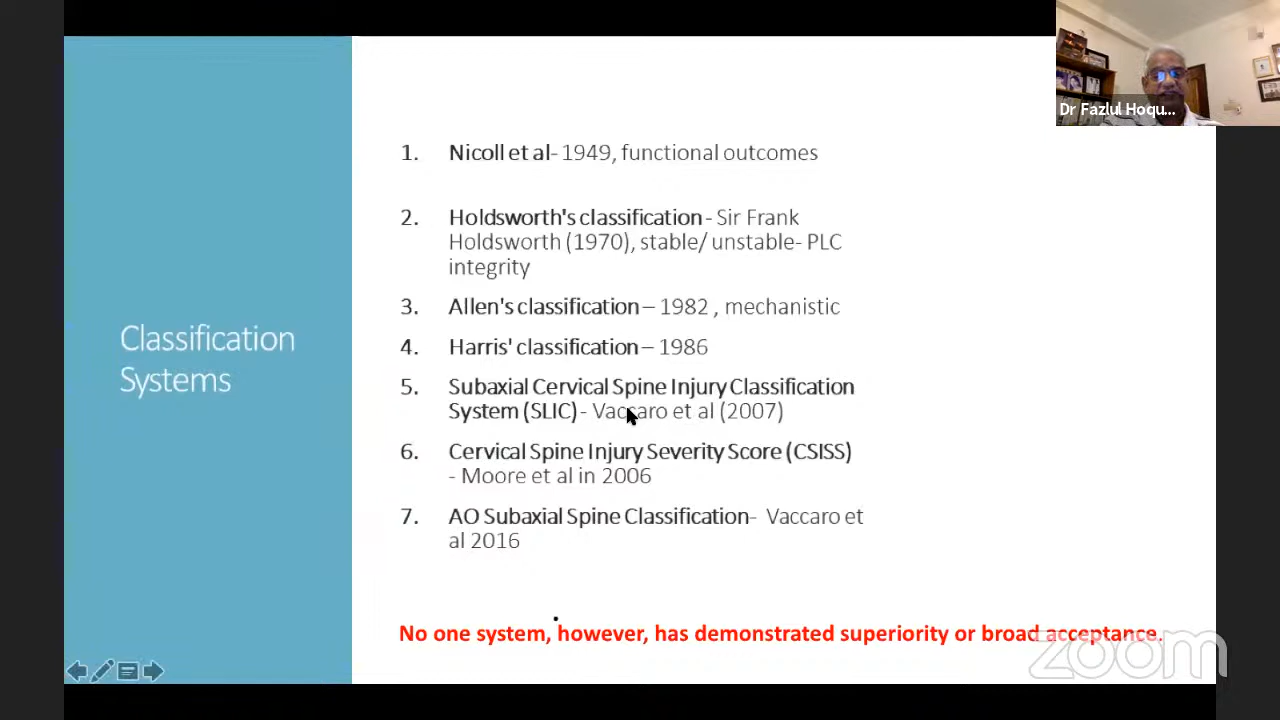 Dr Fazlul Hoqu...
1. Nicoll et al- 1949, functional outcomes
2. Holdsworth's classification - Sir Frank
Holdsworth (1970), stable/ unstable- PLC
integrity
3. Allen's classification – 1982 , mechanistic
4. Harris' classification – 1986
Classification
Systems
5. Subaxial Cervical Spine Injury Classification
System (SLIC) - Vaccaro et al (2007)
6. Cervical Spine Injury Severity Score (CSISS)
- Moore et al in 2006
7. AO Subaxial Spine Classification- Vaccaro et
al 2016
No one system, however, has demonstrated superiority or broad acceptance.
zoom